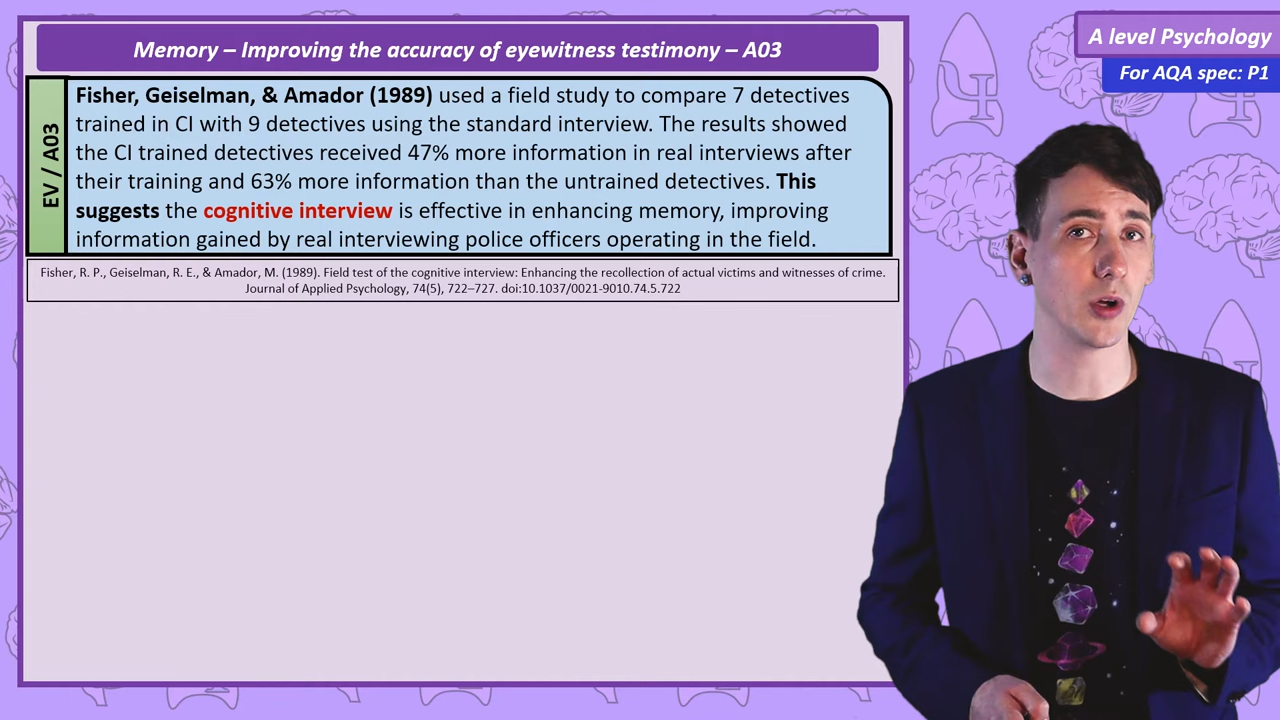 Memory – Improving the accuracy of eyewitness testimony – A03
A level Psychology
For AQA spec: P1
EV / A03
Fisher, Geiselman, & Amador (1989) used a field study to compare 7 detectives
trained in CI with 9 detectives using the standard interview. The results showed
the CI trained detectives received 47% more information in real interviews after
their training and 63% more information than the untrained detectives. This
suggests the cognitive interview is effective in enhancing memory, improving
information gained by real interviewing police officers operating in the field.
Fisher, R. P., Geiselman, R. E., & Amador, M. (1989). Field test of the cognitive interview: Enhancing the recollection of actual victims and witnesses of crime.
Journal of Applied Psychology, 74(5), 722–727. doi:10.1037/0021-9010.74.5.722